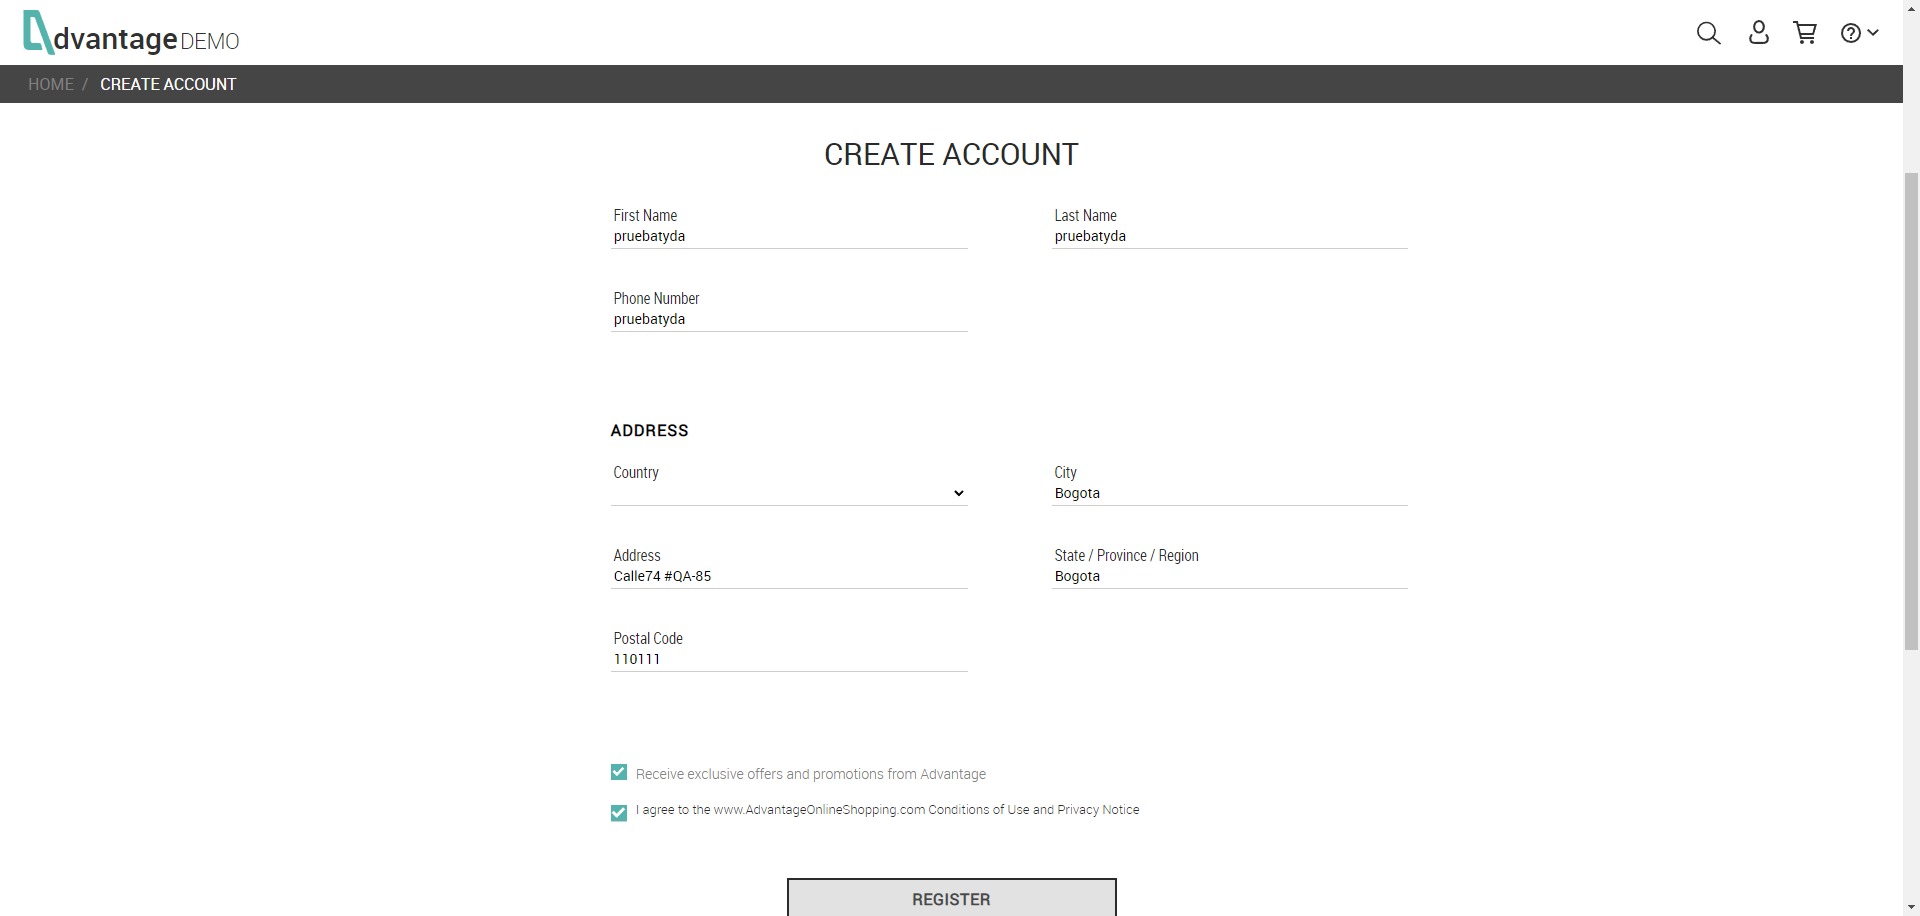 dvantage DEMO
HOME / CREATE ACCOUNT
CREATE ACCOUNT
First Name
pruebatyda
Last Name
pruebatyda
Phone Number
pruebatyda
ADDRESS
Country
City
Bogota
Address
Calle74 #QA-85
State / Province / Region
Bogota
Postal Code
110111
Receive exclusive offers and promotions from Advantage
I agree to the www.AdvantageOnlineShopping.com Conditions of Use and Privacy Notice
REGISTER